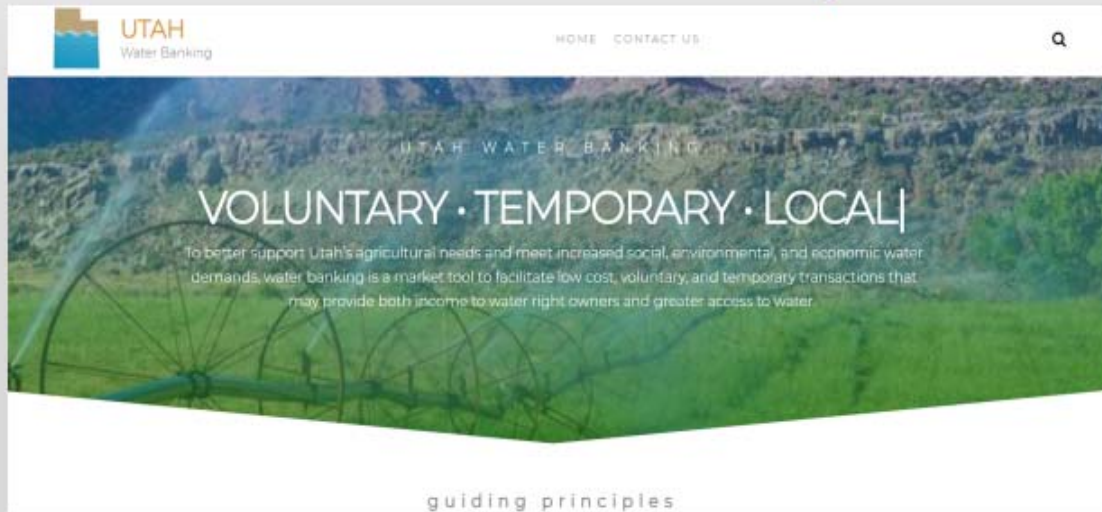 UTAH
Water Banking
HOME CONTACT US
UTAH WATER BANKING
VOLUNTARY · TEMPORARY · LOCAL|
To better support Utah's agricultural needs and meet increased social, environmental, and economic water
demands, water banking is a market tool to facilitate low cost, voluntary, and temporary transactions that
may provide both income to water right owners and greater access to water.
guiding principles